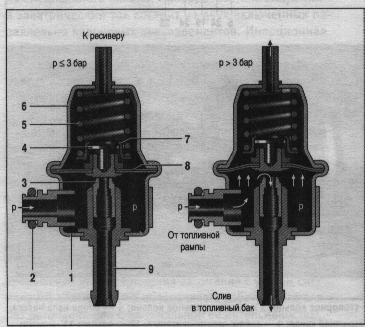 К ресиверу
p ≤ 3 бар
p > 3 бар
6
5
4
7
8
3
p
p
p
p
От топливной
рампы
2
1
9
Слив
в топливный бак